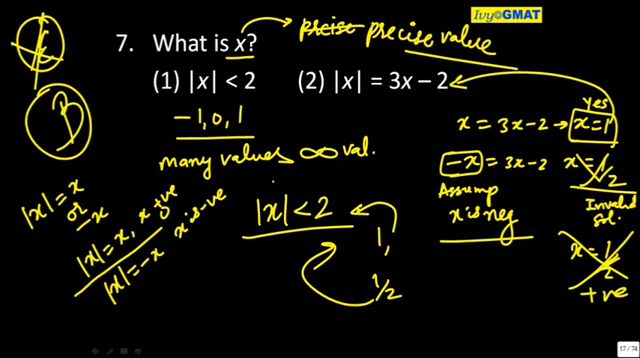 Ivy@GMAT
7. What is x?
precise value
(1) |x| < 2 (2) |x| = 3x – 2
-1, 0, 1
many values ∞ val.
B
|x| = x
or
-x
|x| = x, x +ve
|x| = -x x is -ve
|x| < 2
1,
1/2
yes
x = 3x-2 → x=1
-x = 3x-2 x = 1/2
Assump
x is neg
Invalid
Sol.
x = 1/2
+ve
17 / 74